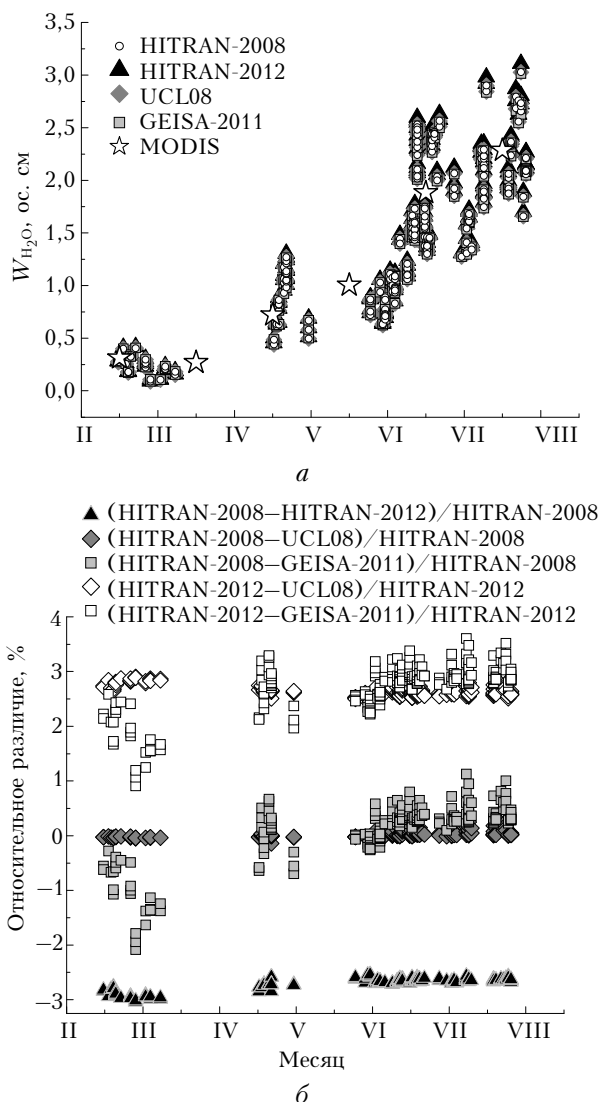 HITRAN-2008
HITRAN-2012
UCL08
GEISA-2011
MODIS
W_H₂O, ос. см
3,5
3,0
2,5
2,0
1,5
1,0
0,5
0,0
II III IV V VI VII VIII
а
(HITRAN-2008–HITRAN-2012)/HITRAN-2008
(HITRAN-2008–UCL08)/HITRAN-2008
(HITRAN-2008–GEISA-2011)/HITRAN-2008
(HITRAN-2012–UCL08)/HITRAN-2012
(HITRAN-2012–GEISA-2011)/HITRAN-2012
Относительное различие, %
4
3
2
1
0
−1
−2
−3
II III IV V VI VII VIII
Месяц
б